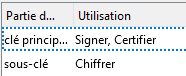 Partie d... Utilisation
clé princip... Signer, Certifier
sous-clé Chiffrer